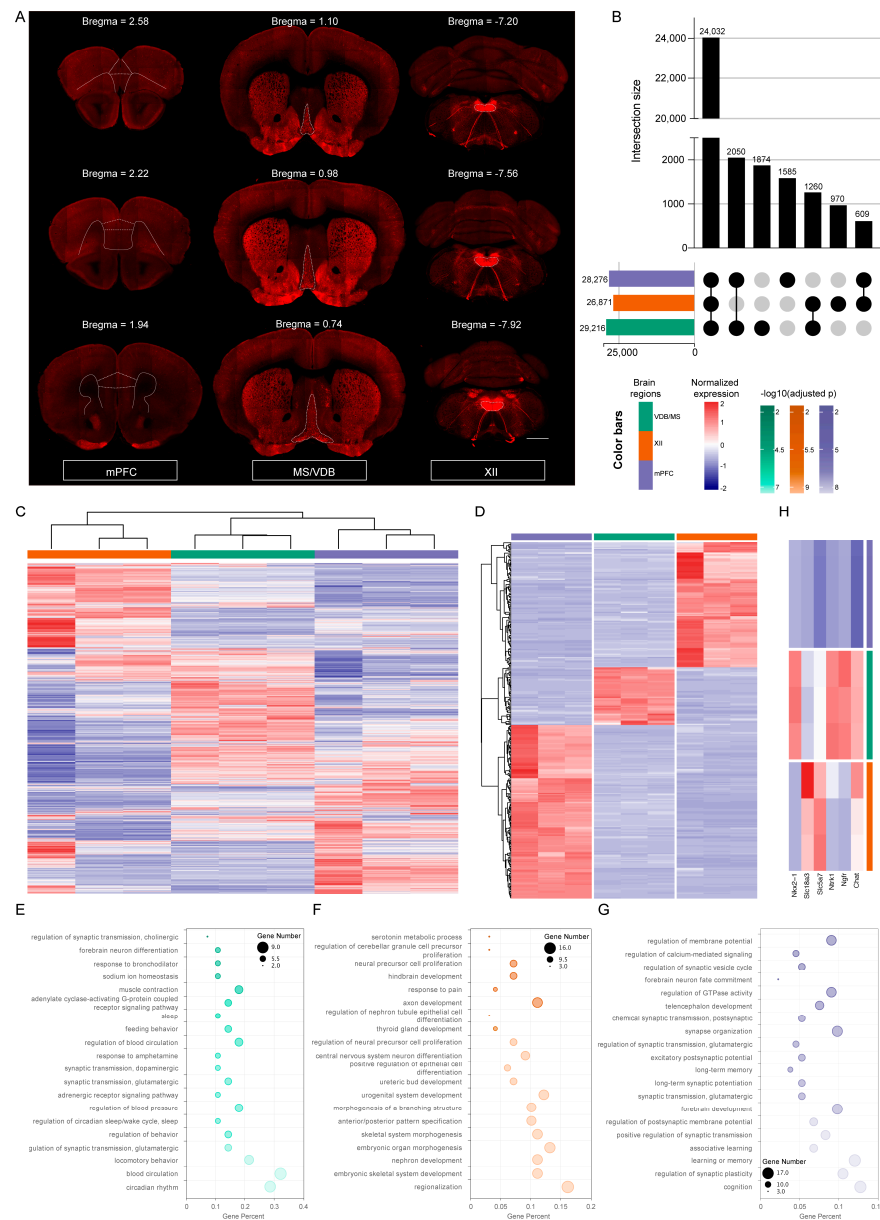 A
Bregma = 2.58
Bregma = 1.10
Bregma = -7.20
Bregma = 2.22
Bregma = 0.98
Bregma = -7.56
Bregma = 1.94
Bregma = 0.74
Bregma = -7.92
mPFC
MS/VDB
XII
B
Intersection size
24,000
22,000
20,000
2000
1000
0
24,032
2050
1874
1585
1260
970
609
28,276
26,871
29,216
25,000
0
Color bars
Brain
regions
VDB/MS
XII
mPFC
Normalized
expression
2
1
0
-1
-2
-log10(adjusted p)
2
4.5
7
2
5.5
9
2
5
8
C
D
H
Nkx2-1
Slc18a3
Slc5a7
Ntrk1
Ngfr
Chat
E
regulation of synaptic transmission, cholinergic
forebrain neuron differentiation
response to bronchodilator
sodium ion homeostasis
muscle contraction
adenylate cyclase-activating G-protein coupled
receptor signaling pathway
sleep
feeding behavior
regulation of blood circulation
response to amphetamine
synaptic transmission, dopaminergic
synaptic transmission, glutamatergic
adrenergic receptor signaling pathway
regulation of blood pressure
regulation of circadian sleep/wake cycle, sleep
regulation of behavior
gulation of synaptic transmission, glutamatergic
locomotory behavior
blood circulation
circadian rhythm
Gene Number
9.0
5.5
2.0
0
0.1
0.2
0.3
0.4
Gene Percent
F
serotonin metabolic process
regulation of cerebellar granule cell precursor
proliferation
neural precursor cell proliferation
hindbrain development
response to pain
axon development
regulation of nephron tubule epithelial cell
differentiation
thyroid gland development
regulation of neural precursor cell proliferation
central nervous system neuron differentiation
positive regulation of epithelial cell
differentiation
ureteric bud development
urogenital system development
morphogenesis of a branching structure
anterior/posterior pattern specification
skeletal system morphogenesis
embryonic organ morphogenesis
nephron development
embryonic skeletal system development
regionalization
Gene Number
16.0
9.5
3.0
0
0.05
0.1
0.15
0.2
Gene Percent
G
regulation of membrane potential
regulation of calcium-mediated signaling
regulation of synaptic vesicle cycle
forebrain neuron fate commitment
regulation of GTPase activity
telencephalon development
chemical synaptic transmission, postsynaptic
synapse organization
regulation of synaptic transmission, glutamatergic
excitatory postsynaptic potential
long-term memory
long-term synaptic potentiation
synaptic transmission, glutamatergic
forebrain development
regulation of postsynaptic membrane potential
positive regulation of synaptic transmission
associative learning
learning or memory
regulation of synaptic plasticity
cognition
Gene Number
17.0
10.0
3.0
0
0.05
0.1
0.15
Gene Percent